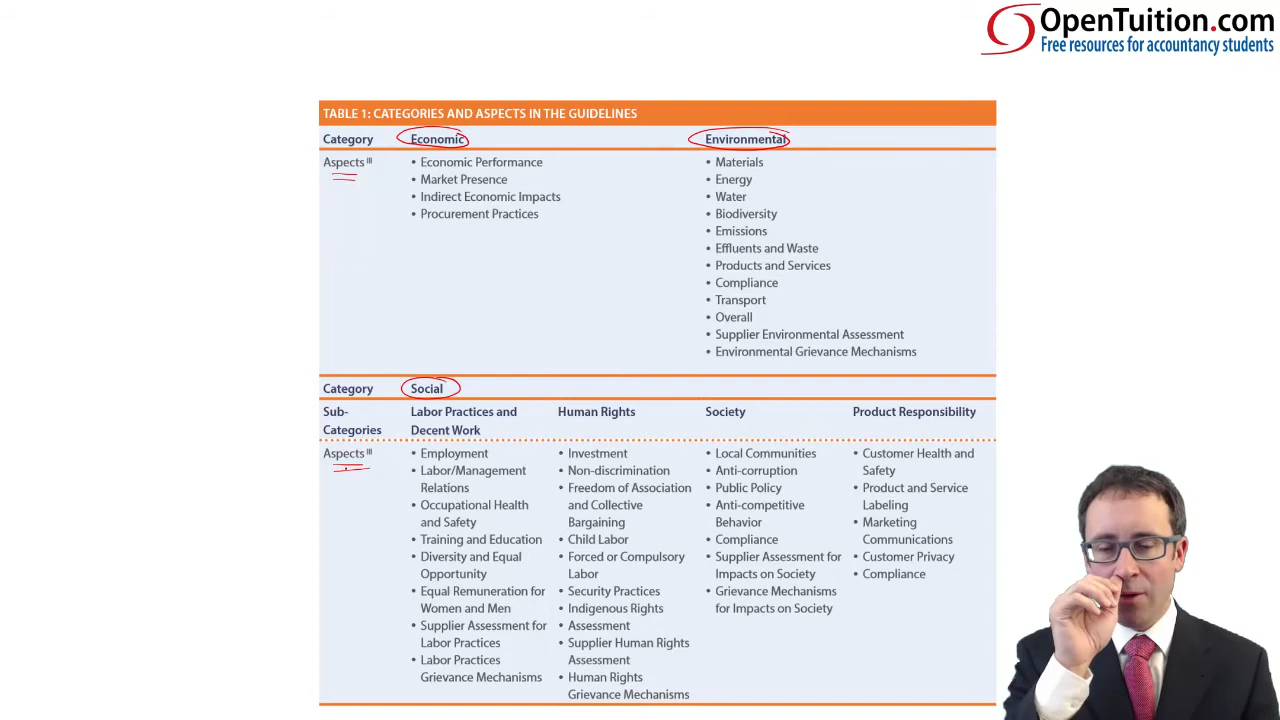 OpenTuition.com
Free resources for accountancy students
TABLE 1: CATEGORIES AND ASPECTS IN THE GUIDELINES
Category Economic Environmental
Aspects III
• Economic Performance
• Market Presence
• Indirect Economic Impacts
• Procurement Practices
• Materials
• Energy
• Water
• Biodiversity
• Emissions
• Effluents and Waste
• Products and Services
• Compliance
• Transport
• Overall
• Supplier Environmental Assessment
• Environmental Grievance Mechanisms
Category Social
Sub-
Categories
Labor Practices and
Decent Work
Human Rights
Society
Product Responsibility
Aspects III
• Employment
• Labor/Management
Relations
• Occupational Health
and Safety
• Training and Education
• Diversity and Equal
Opportunity
• Equal Remuneration for
Women and Men
• Supplier Assessment for
Labor Practices
• Labor Practices
Grievance Mechanisms
• Investment
• Non-discrimination
• Freedom of Association
and Collective
Bargaining
• Child Labor
• Forced or Compulsory
Labor
• Security Practices
• Indigenous Rights
• Assessment
• Supplier Human Rights
Assessment
• Human Rights
Grievance Mechanisms
• Local Communities
• Anti-corruption
• Public Policy
• Anti-competitive
Behavior
• Compliance
• Supplier Assessment for
Impacts on Society
• Grievance Mechanisms
for Impacts on Society
• Customer Health and
Safety
• Product and Service
Labeling
• Marketing
Communications
• Customer Privacy
• Compliance